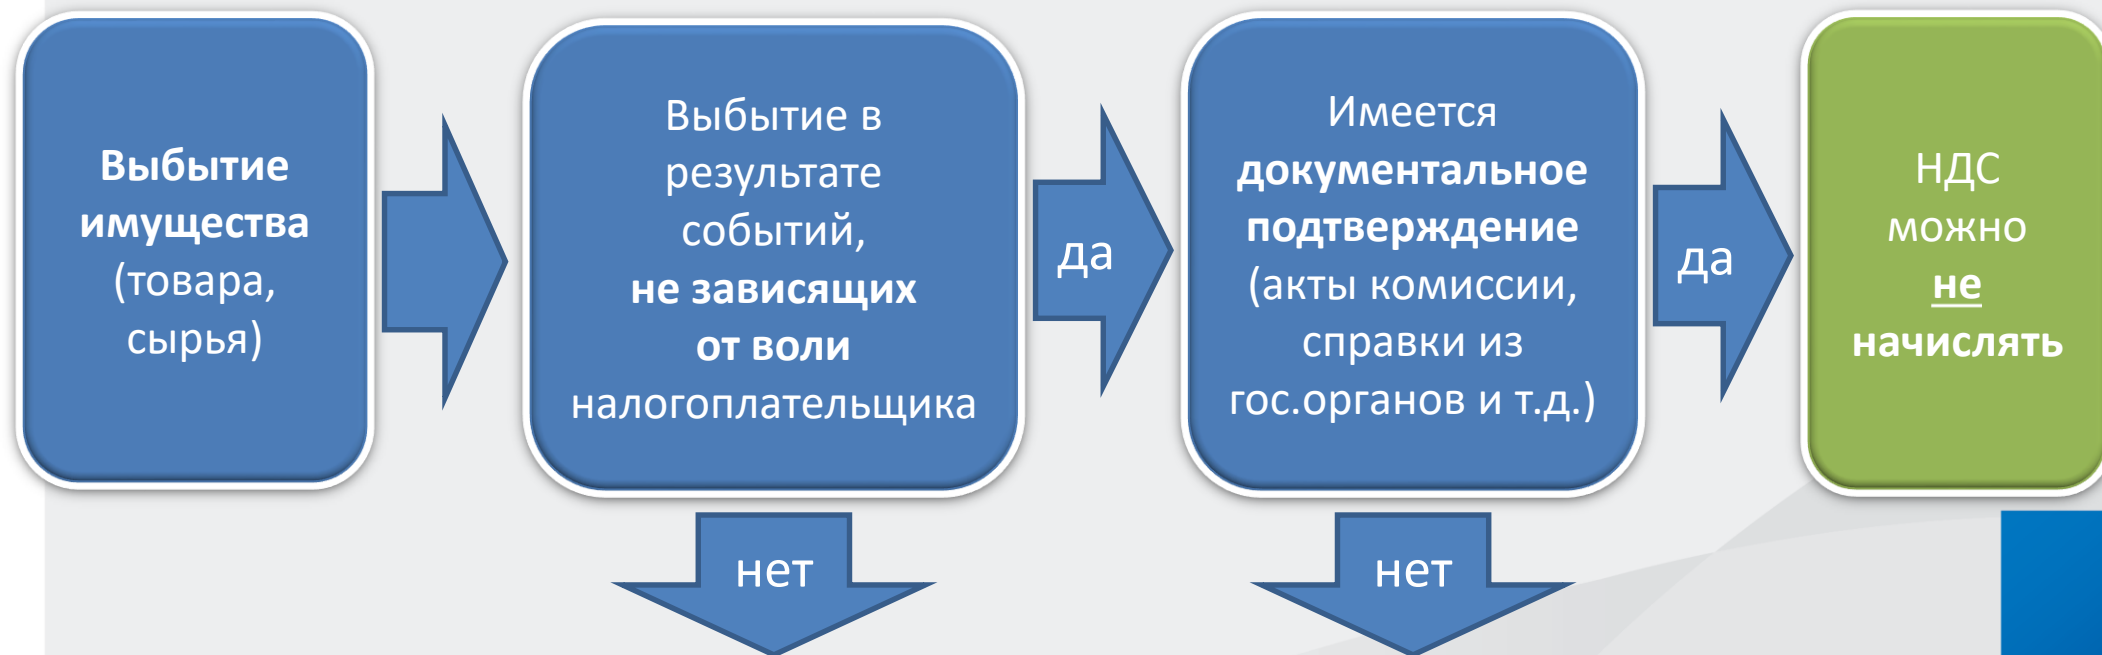 Выбытие
имущества
(товара,
сырья)
Выбытие в
результате
событий,
не зависящих
от воли
налогоплательщика
да
Имеется
документальное
подтверждение
(акты комиссии,
справки из
гос.органов и т.д.)
да
НДС
можно
не
начислять
нет
нет